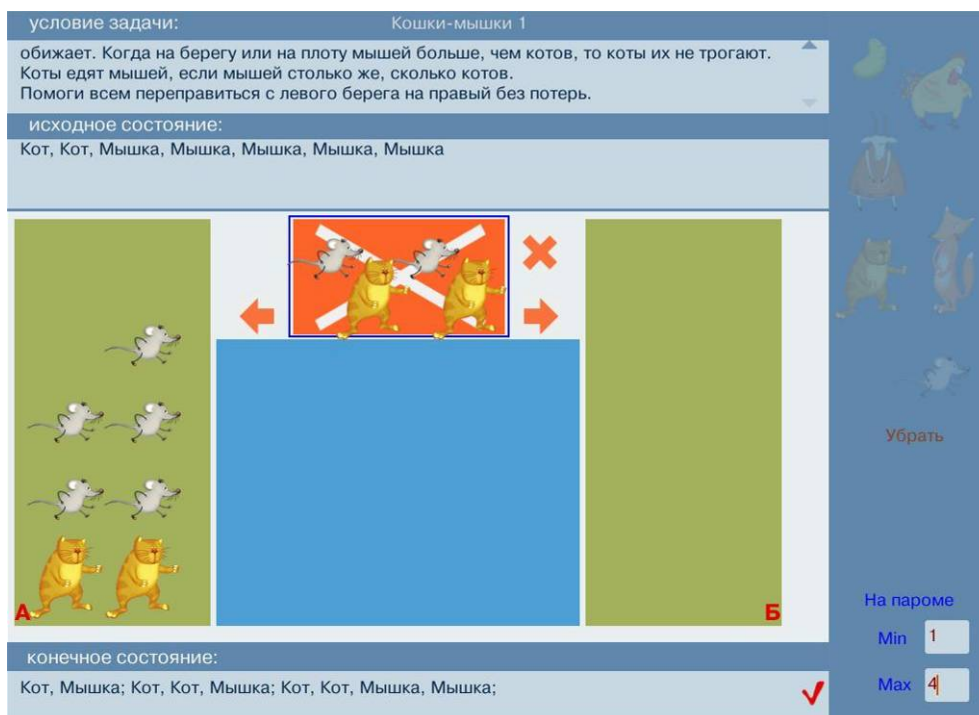 условие задачи: Кошки-мышки 1
обижает. Когда на берегу или на плоту мышей больше, чем котов, то коты их не трогают.
Коты едят мышей, если мышей столько же, сколько котов.
Помоги всем переправиться с левого берега на правый без потерь.
исходное состояние:
Кот, Кот, Мышка, Мышка, Мышка, Мышка, Мышка
Убрать
А
Б
На пароме
Min 1
Max 4
конечное состояние:
Кот, Мышка; Кот, Кот, Мышка; Кот, Кот, Мышка, Мышка;